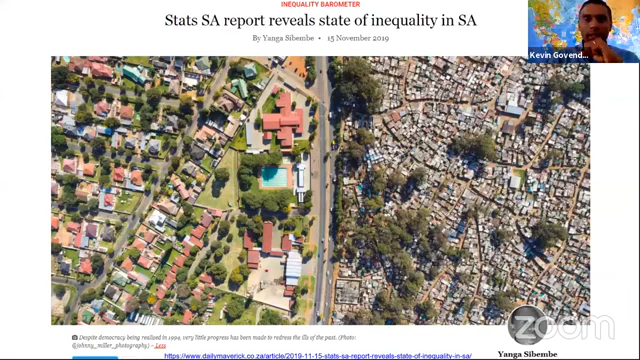 INEQUALITY BAROMETER
Stats SA report reveals state of inequality in SA
By Yanga Sibembe • 15 November 2019
Kevin Govend...
Despite democracy being realised in 1994, very little progress has been made to redress the ills of the past. (Photo:
@johnny_miller_photography) – Less
Yanga Sibembe
https://www.dailymaverick.co.za/article/2019-11-15-stats-sa-report-reveals-state-of-inequality-in-sa/
zoom